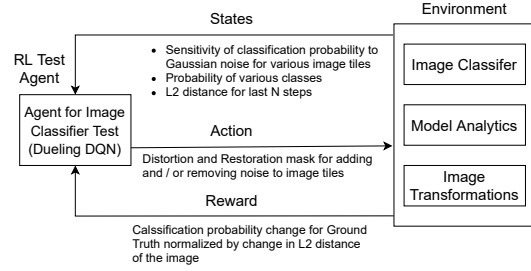 States
Environment
• Sensitivity of classification probability to
Gaussian noise for various image tiles
• Probability of various classes
• L2 distance for last N steps
RL Test
Agent
Agent for Image
Classifier Test
(Dueling DQN)
Action
Distortion and Restoration mask for adding
and / or removing noise to image tiles
Reward
Calssification probability change for Ground
Truth normalized by change in L2 distance
of the image
Image Classifer
Model Analytics
Image
Transformations